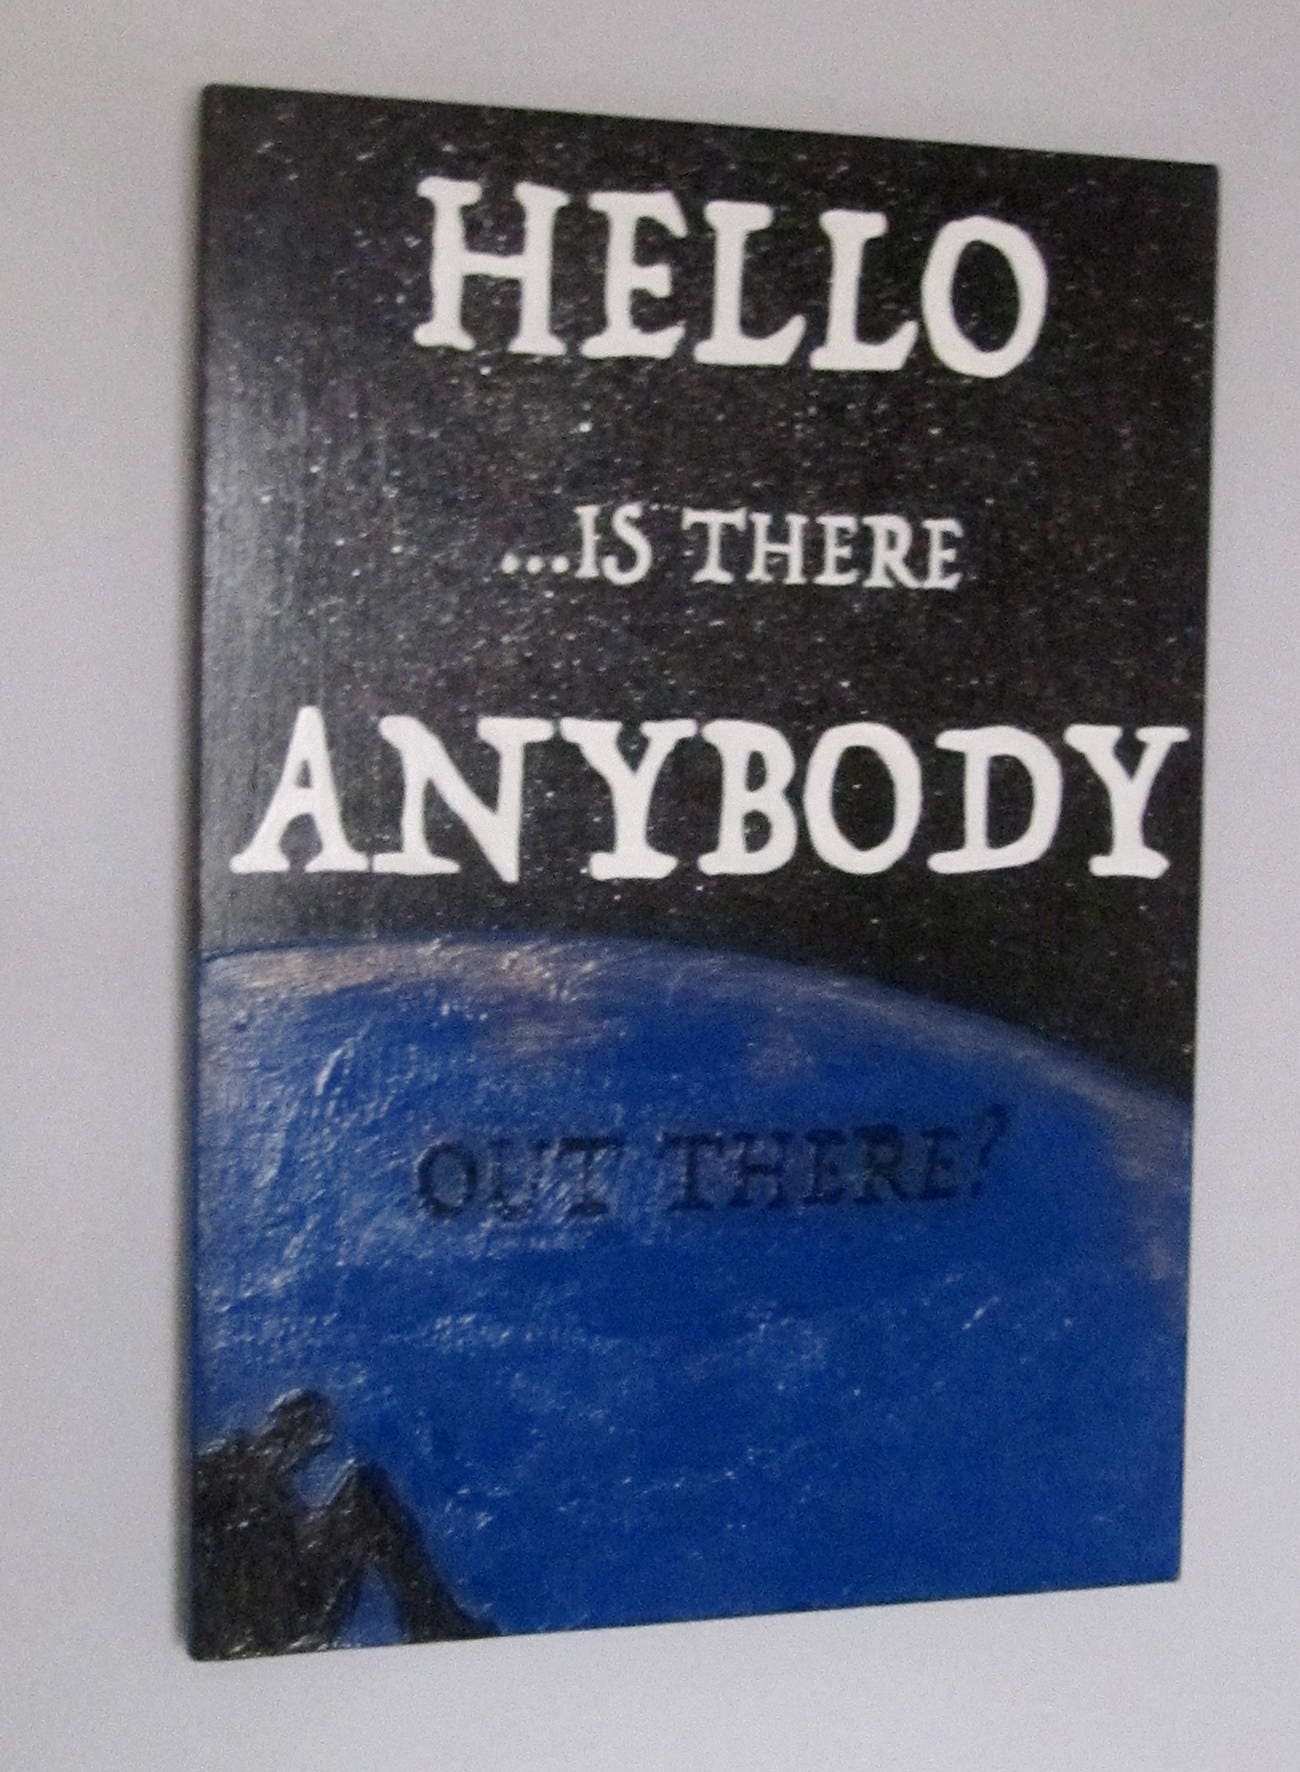 HELLO
...IS THERE
ANYBODY
OUT THERE?